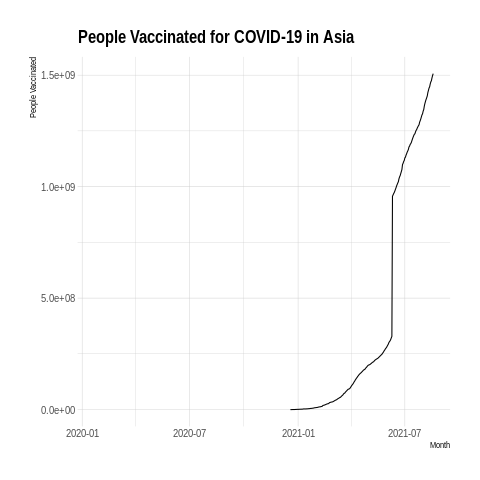 People Vaccinated for COVID-19 in Asia
People Vaccinated
1.5e+09
1.0e+09
5.0e+08
0.0e+00
2020-01 2020-07 2021-01 2021-07
Month